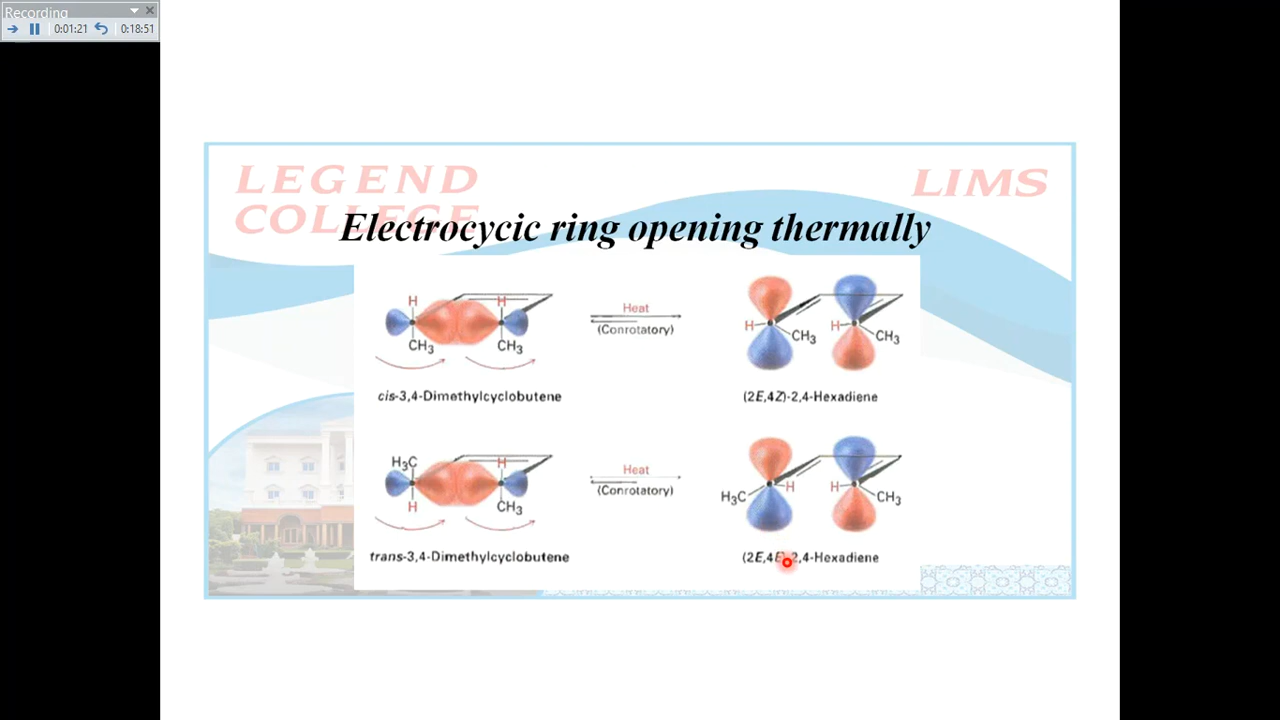 Recording
0:01:21
0:18:51
LEGEND
COLLEGE
LIMS
Electrocycic ring opening thermally
H
H
CH₃
CH₃
Heat
(Conrotatory)
H
CH₃
H
CH₃
cis-3,4-Dimethylcyclobutene
(2E,4Z)-2,4-Hexadiene
H₃C
H
H
CH₃
Heat
(Conrotatory)
H₃C
H
H
CH₃
trans-3,4-Dimethylcyclobutene
(2E,4E)-2,4-Hexadiene